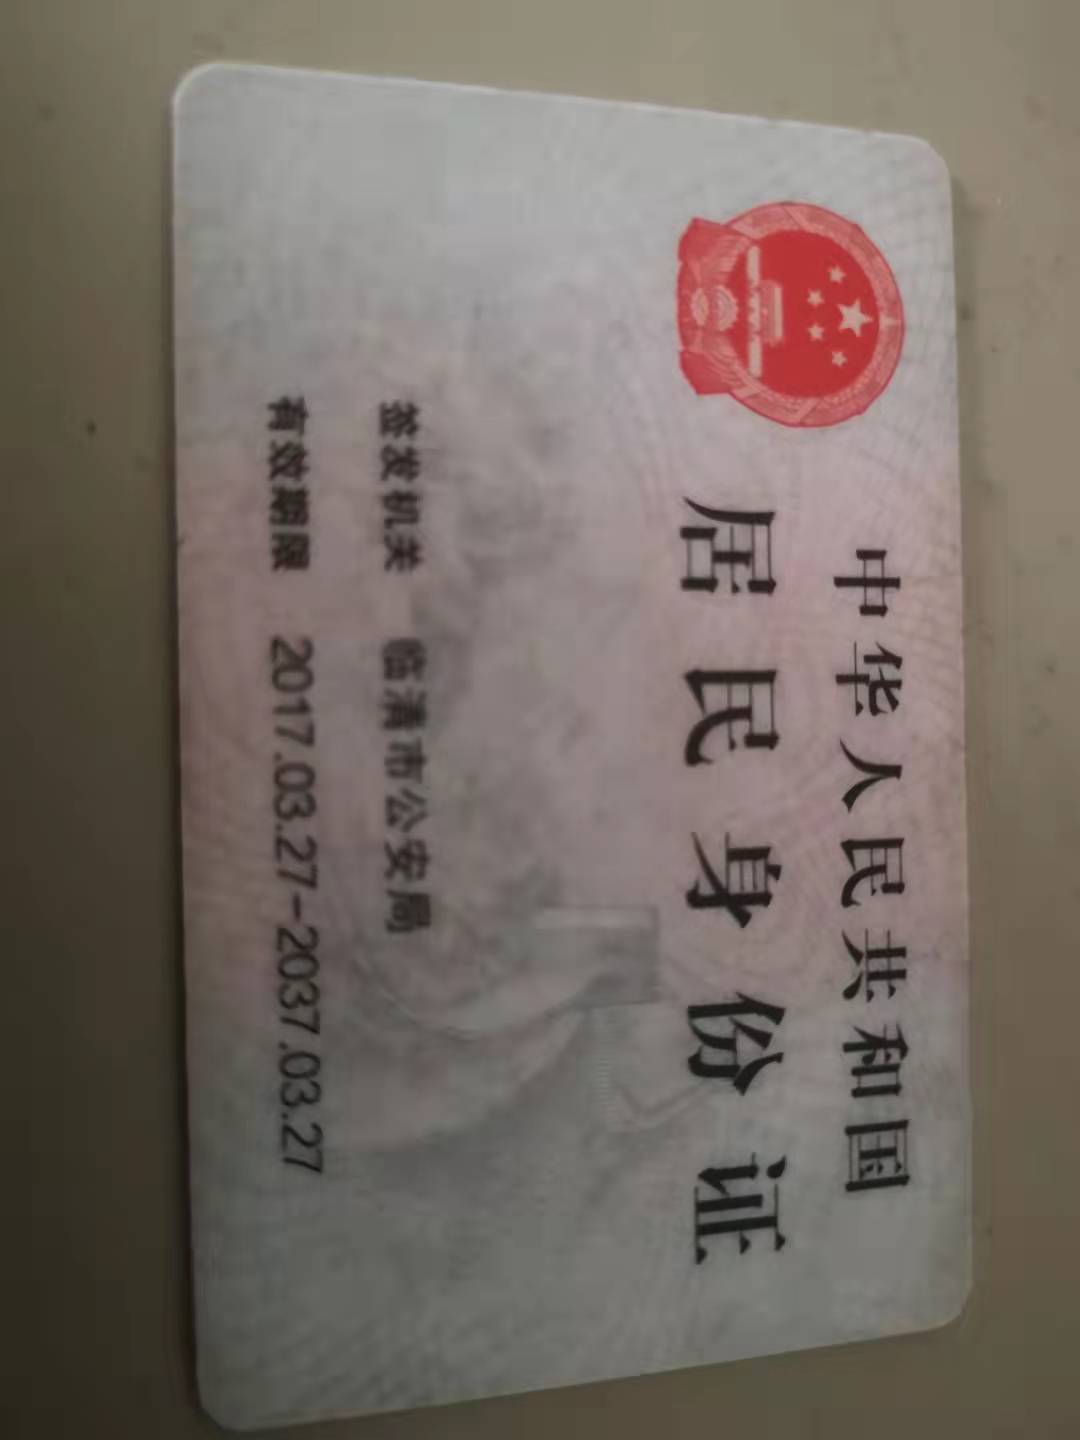 中华人民共和国
居民身份证
签发机关 临清市公安局
有效期限 2017.03.27-2037.03.27